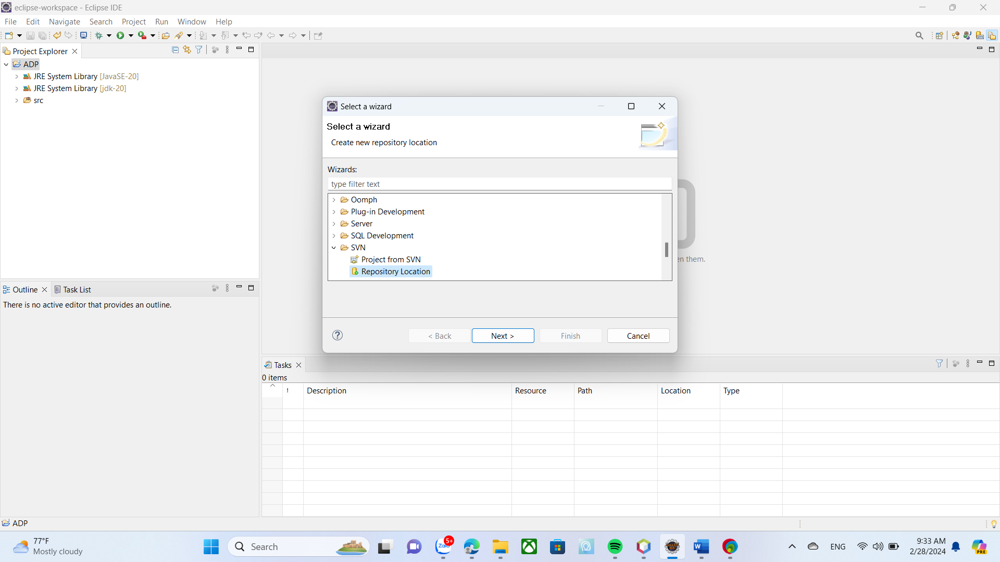 eclipse-workspace - Eclipse IDE
File Edit Navigate Search Project Run Window Help
Project Explorer
ADP
JRE System Library [JavaSE-20]
JRE System Library [jdk-20]
src
Select a wizard
Select a wizard
Create new repository location
Wizards:
type filter text
Oomph
Plug-in Development
Server
SQL Development
SVN
Project from SVN
Repository Location
en them.
< Back Next > Finish Cancel
Outline Task List
There is no active editor that provides an outline.
Tasks
0 items
! Description Resource Path Location Type
ADP
77°F
Mostly cloudy
Search
Zalo
5+
ENG
9:33 AM
2/28/2024
PRE